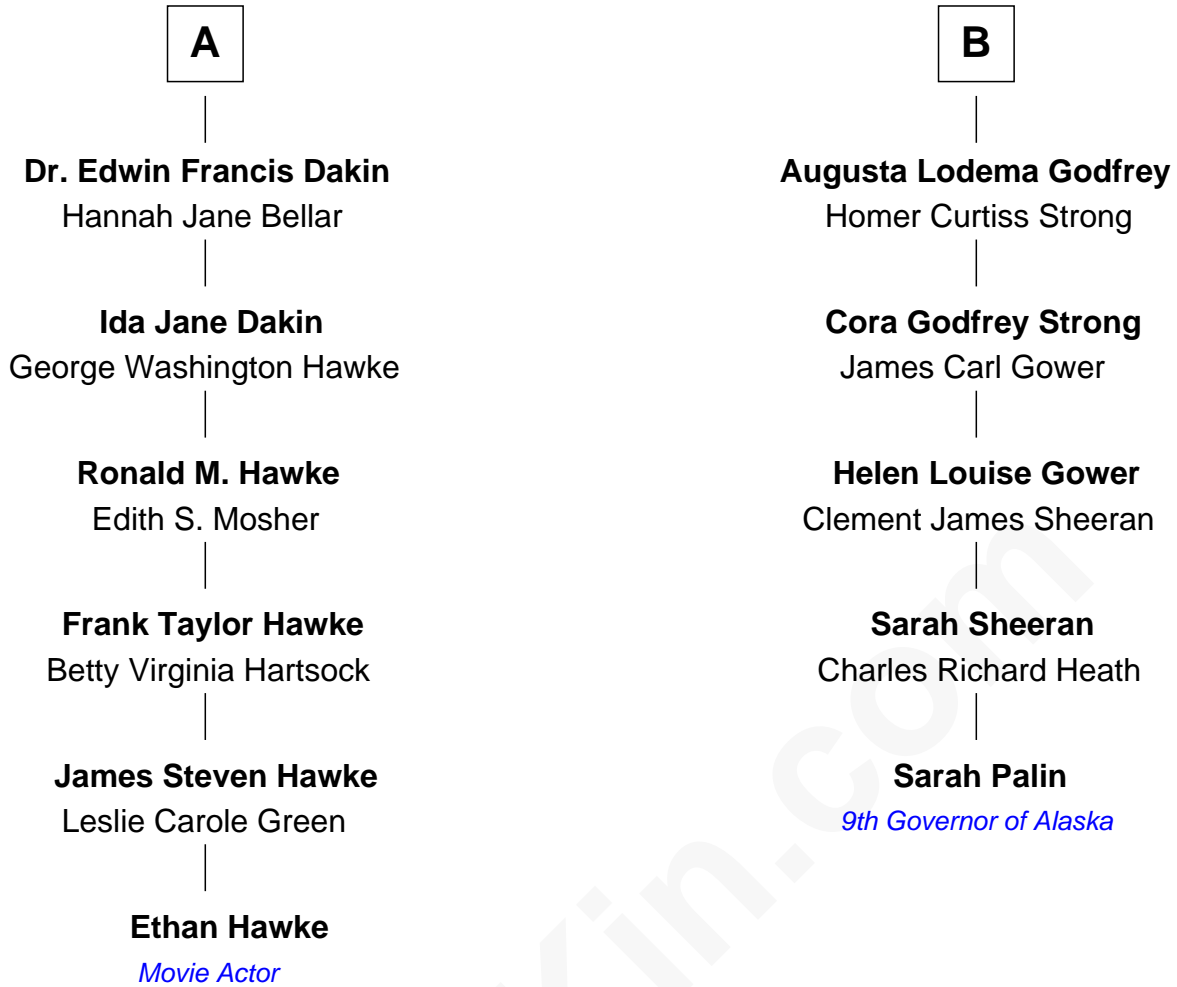 A
B
Dr. Edwin Francis Dakin
Hannah Jane Bellar
Augusta Lodema Godfrey
Homer Curtiss Strong
Ida Jane Dakin
George Washington Hawke
Cora Godfrey Strong
James Carl Gower
Ronald M. Hawke
Edith S. Mosher
Helen Louise Gower
Clement James Sheeran
Frank Taylor Hawke
Betty Virginia Hartsock
Sarah Sheeran
Charles Richard Heath
James Steven Hawke
Leslie Carole Green
Sarah Palin
9th Governor of Alaska
Ethan Hawke
Movie Actor